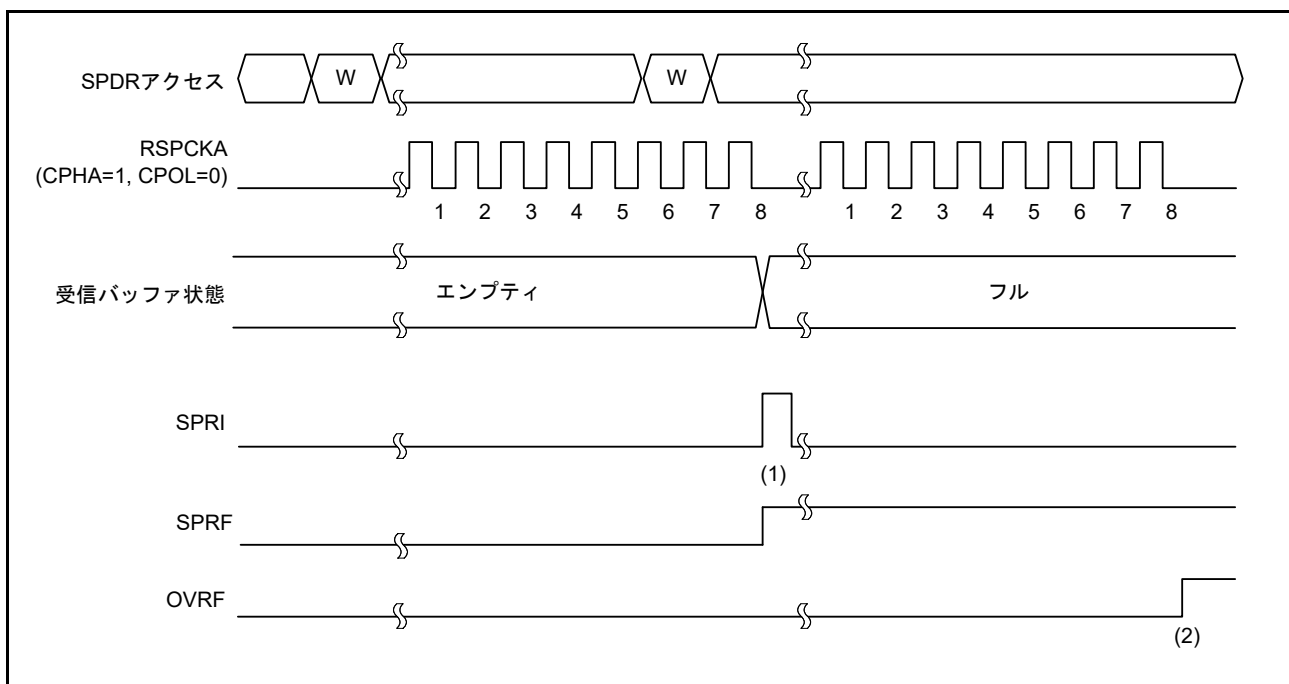 SPDRアクセス
W
W
RSPCKA
(CPHA=1, CPOL=0)
1 2 3 4 5 6 7 8 1 2 3 4 5 6 7 8
受信バッファ状態
エンプティ
フル
SPRI
(1)
SPRF
OVRF
(2)